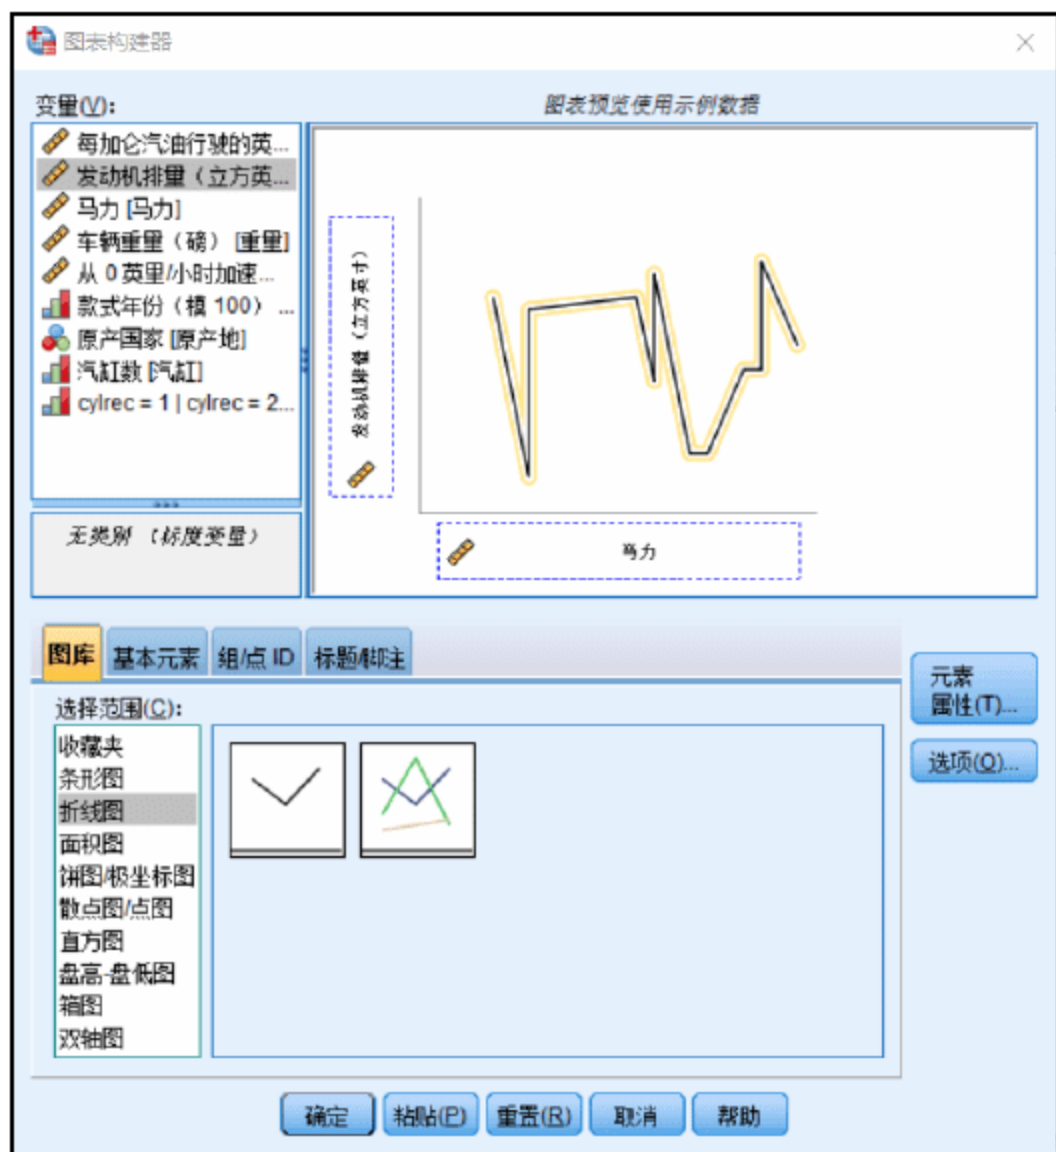 图表构建器
变量(V):
图表预览使用示例数据
每加仑汽油行驶的英...
发动机排量（立方英...
马力 [马力]
车辆重量（磅） [重量]
从 0 英里/小时加速...
款式年份（模 100） ...
原产国家 [原产地]
汽缸数 [汽缸]
cylrec = 1 | cylrec = 2...
无类别 （标度变量）
发动机排量（立方英寸）
马力
图库
基本元素
组/点 ID
标题/脚注
选择范围(C):
收藏夹
条形图
折线图
面积图
饼图/极坐标图
散点图/点图
直方图
盘高-盘低图
箱图
双轴图
元素
属性(T)...
选项(O)...
确定
粘贴(P)
重置(R)
取消
帮助